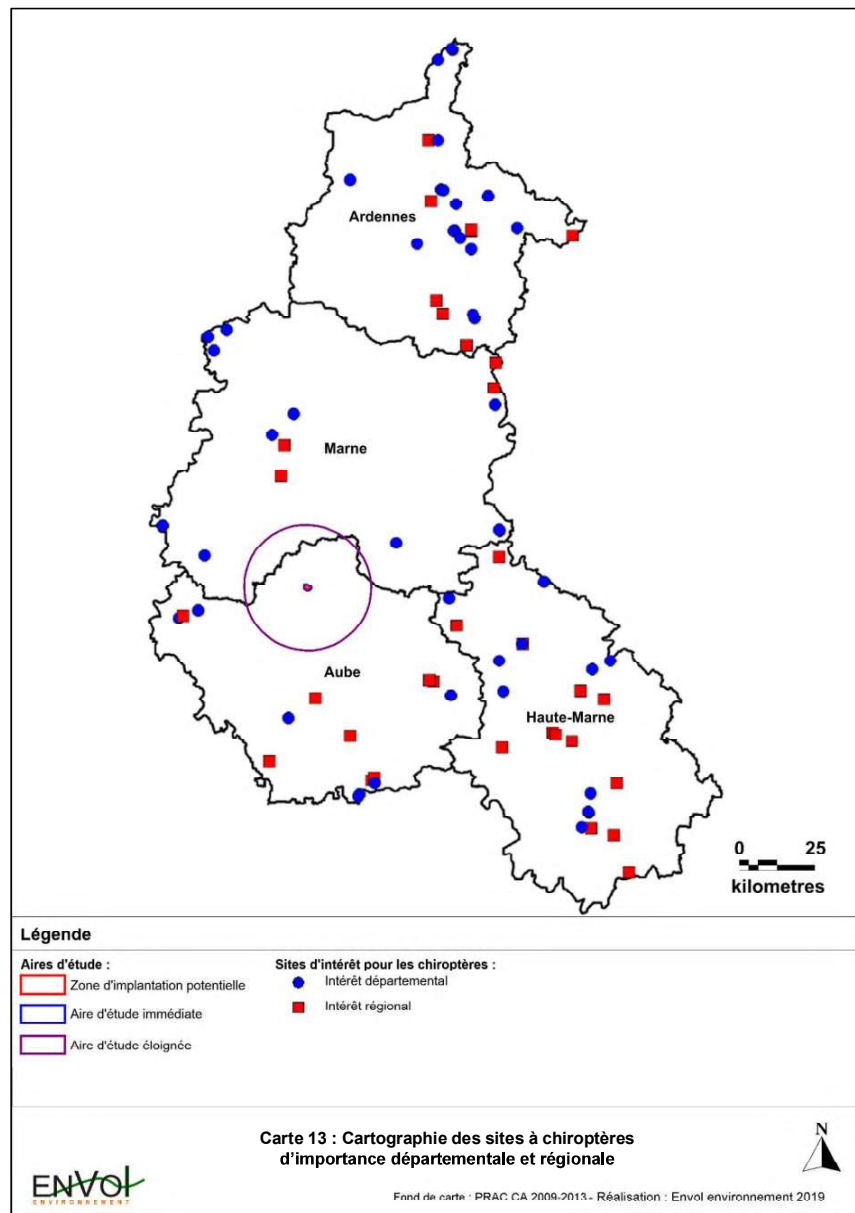 Ardennes
Marne
Aube
Haute-Marne
0 25
kilometres
Légende
Aires d'étude :
Zone d'implantation potentielle
Aire d'étude immédiate
Aire d'étude éloignée
Sites d'intérêt pour les chiroptères :
Intérêt départemental
Intérêt régional
Carte 13 : Cartographie des sites à chiroptères
d'importance départementale et régionale
N
ENVOL
ENVIRONNEMENT
Fond de carte : PRAC CA 2009-2013 - Réalisation : Envol environnement 2019